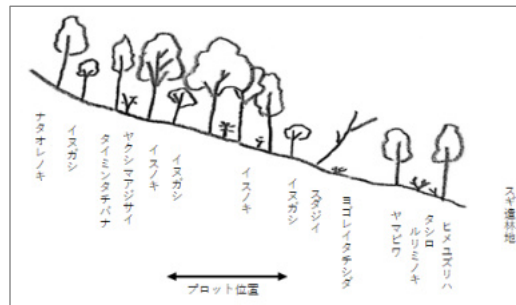 ナタオレノキ
イヌガシ
タイミンタチバナ
ヤクシマアジサイ
イスノキ
イヌガシ
イスノキ
イヌガシ
スダジイ
ヨゴレイタチシダ
ヤマビワ
タシロ
ルリミノキ
ヒメユズリハ
スギ造林地
プロット位置